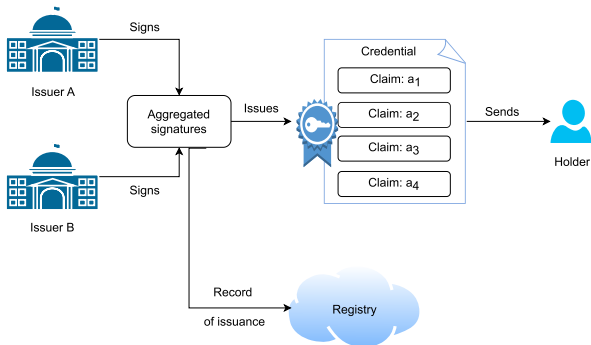 Signs
Issuer A
Aggregated
signatures
Issues
Credential
Claim: a1
Claim: a2
Claim: a3
Claim: a4
Sends
Holder
Signs
Issuer B
Record
of issuance
Registry